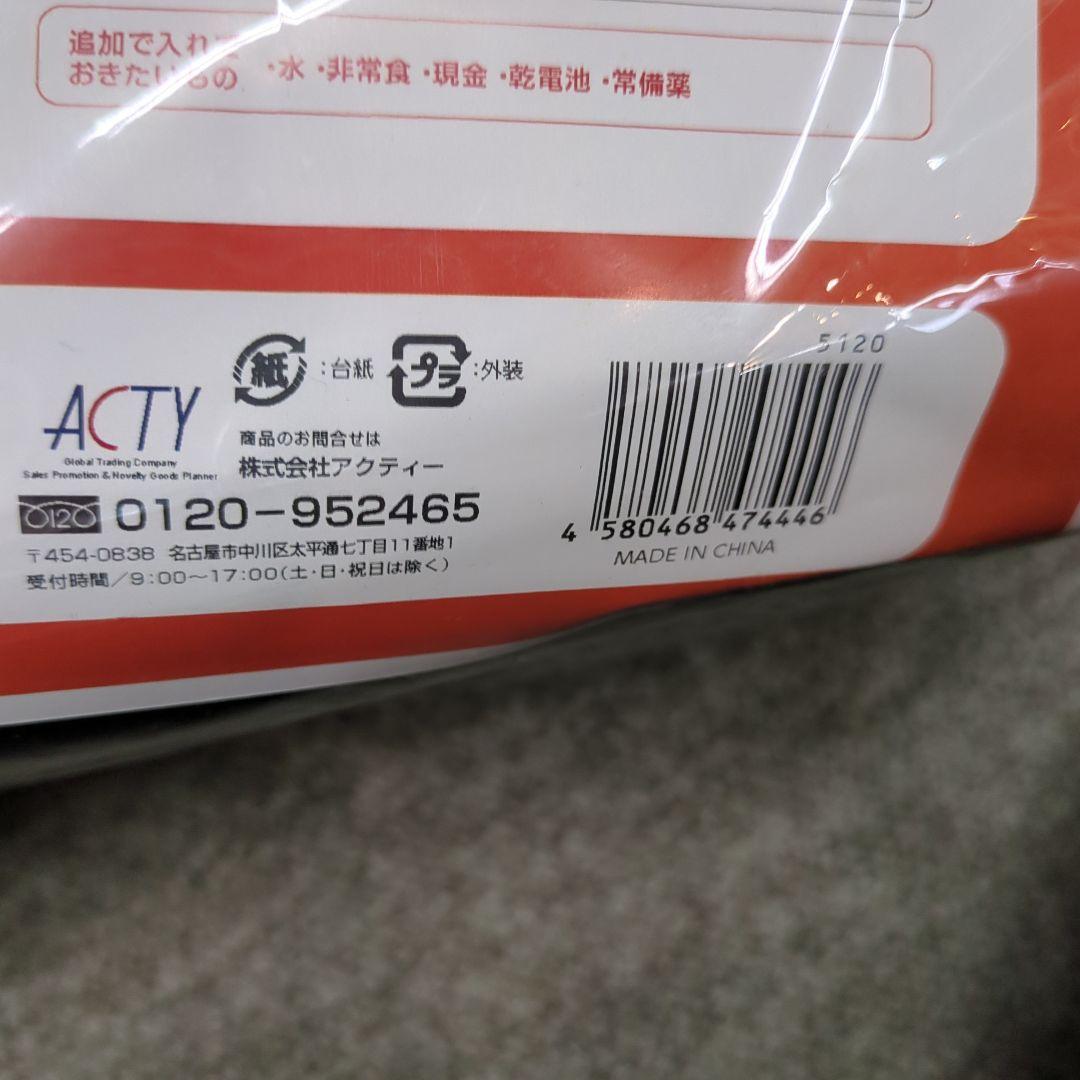 追加で入れて
おきたいもの
・水 ・非常食 ・現金 ・乾電池 ・常備薬
5120
紙 :台紙 プラ :外装
ACTY
Global Trading Company
Sales Promotion & Novelty Goods Planner
商品のお問合せは
株式会社アクティー
0120-952465
〒454-0838 名古屋市中川区太平通七丁目11番地1
受付時間/9:00〜17:00(土・日・祝日は除く)
4 580468 474446
MADE IN CHINA